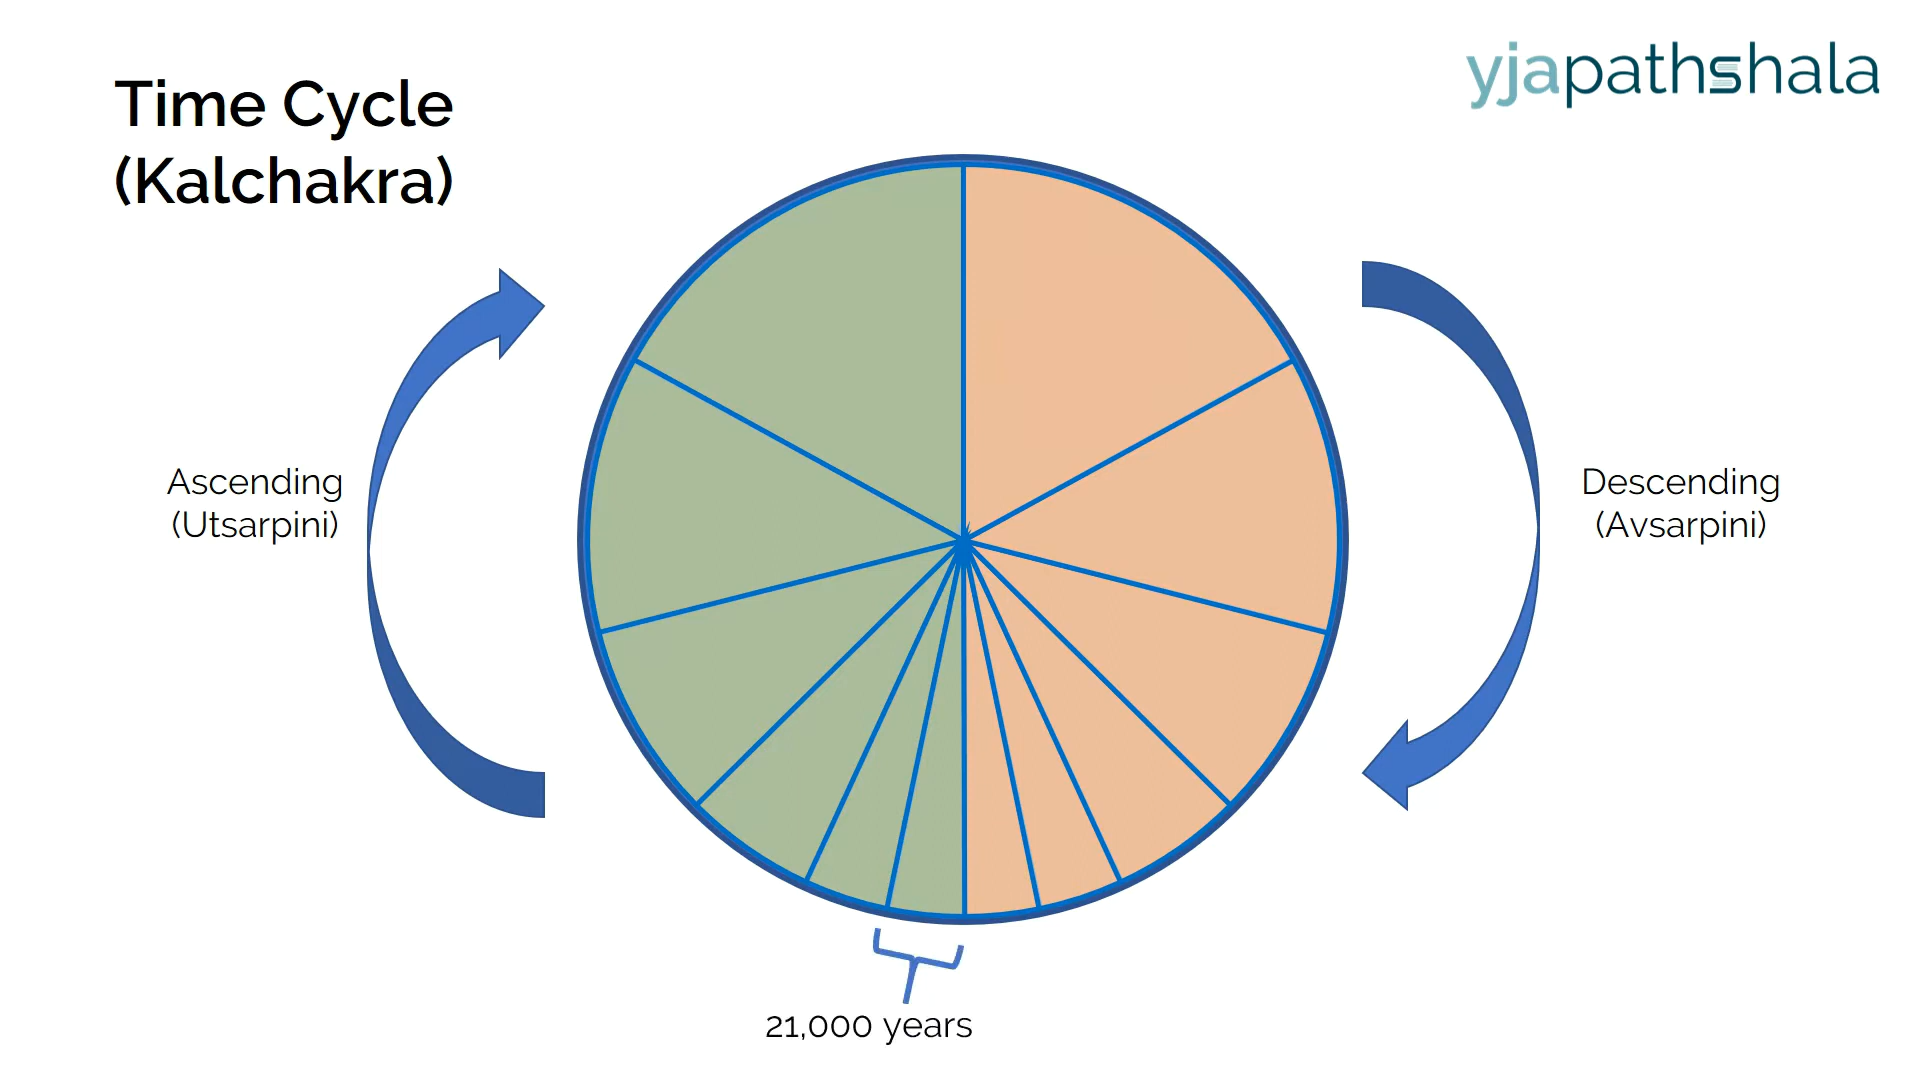 Time Cycle
(Kalchakra)
yjapathshala
Ascending
(Utsarpini)
Descending
(Avsarpini)
21,000 years